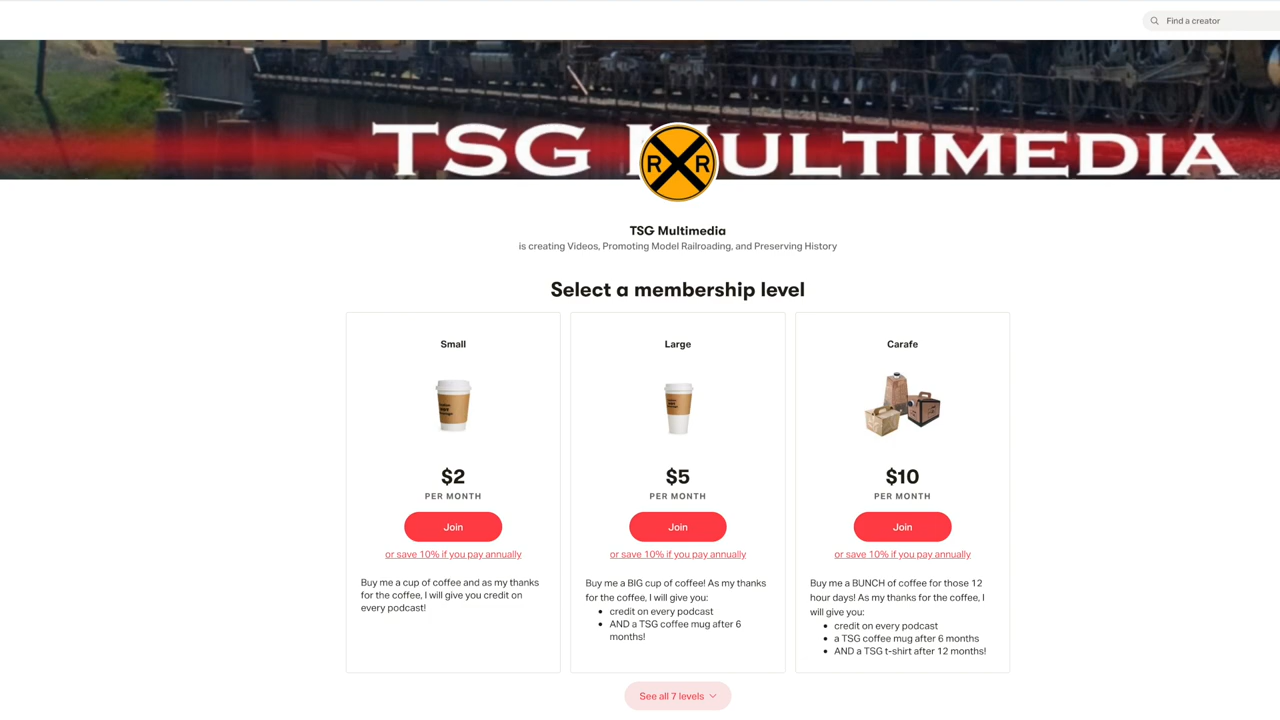 Find a creator
TSG MULTIMEDIA
R R
TSG Multimedia
is creating Videos, Promoting Model Railroading, and Preserving History
Select a membership level
Small
$2
PER MONTH
Join
or save 10% if you pay annually
Buy me a cup of coffee and as my thanks
for the coffee, I will give you credit on
every podcast!
Large
$5
PER MONTH
Join
or save 10% if you pay annually
Buy me a BIG cup of coffee! As my thanks
for the coffee, I will give you:
• credit on every podcast
• AND a TSG coffee mug after 6
months!
Carafe
$10
PER MONTH
Join
or save 10% if you pay annually
Buy me a BUNCH of coffee for those 12
hour days! As my thanks for the coffee, I
will give you:
• credit on every podcast
• a TSG coffee mug after 6 months
• AND a TSG t-shirt after 12 months!
See all 7 levels